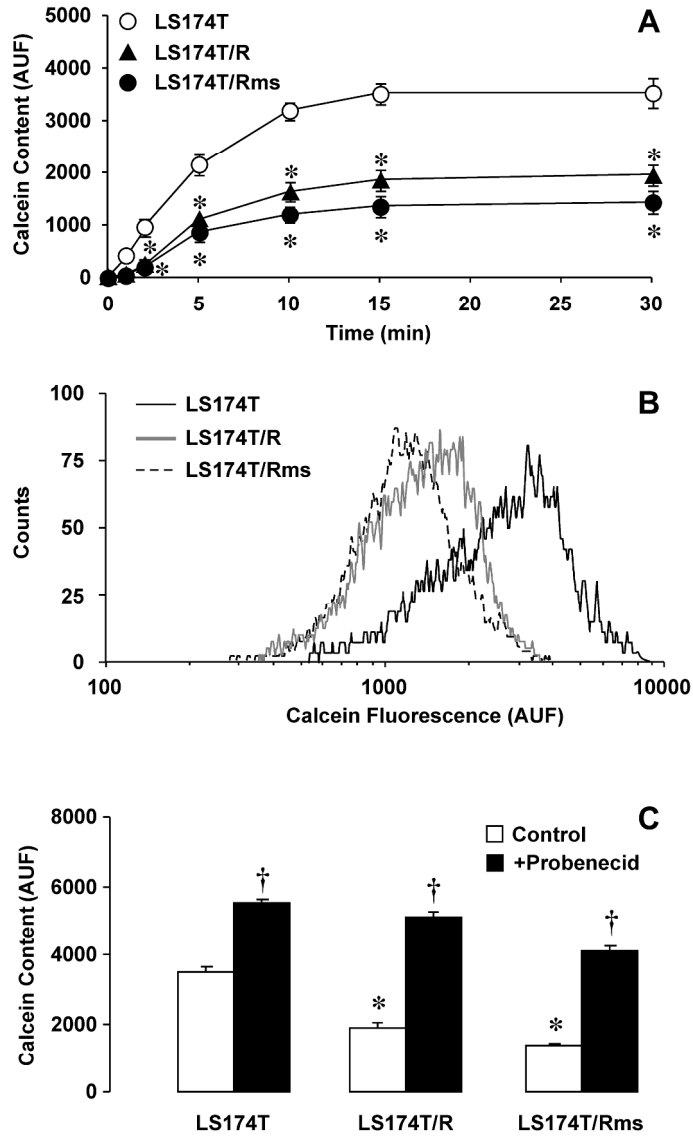 A
LS174T
LS174T/R
LS174T/Rms
Calcein Content (AUF)
5000
4000
3000
2000
1000
0
* * * *
* * * * *
0 5 10 15 20 25 30
Time (min)
B
LS174T
LS174T/R
LS174T/Rms
Counts
100
75
50
25
0
100 1000 10000
Calcein Fluorescence (AUF)
C
Control
+Probenecid
Calcein Content (AUF)
8000
6000
4000
2000
0
† † †
* *
LS174T LS174T/R LS174T/Rms